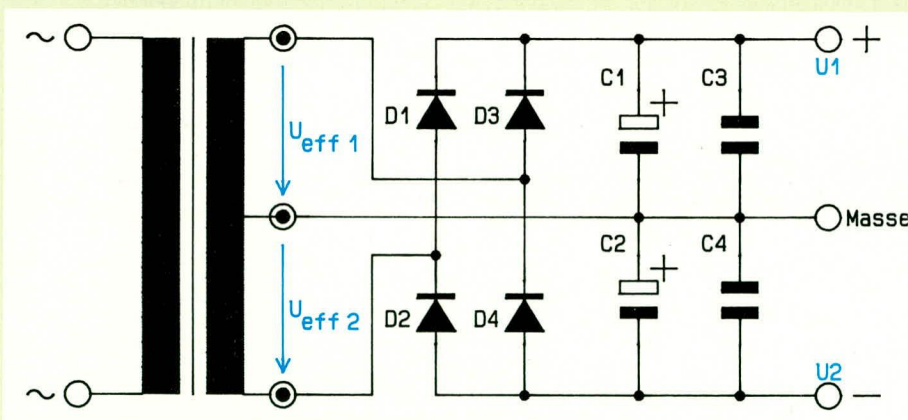 ~
+
U1
C1
C3
+
D1
D3
U eff 1
Masse
C2
C4
+
U eff 2
D2
D4
U2
~
−